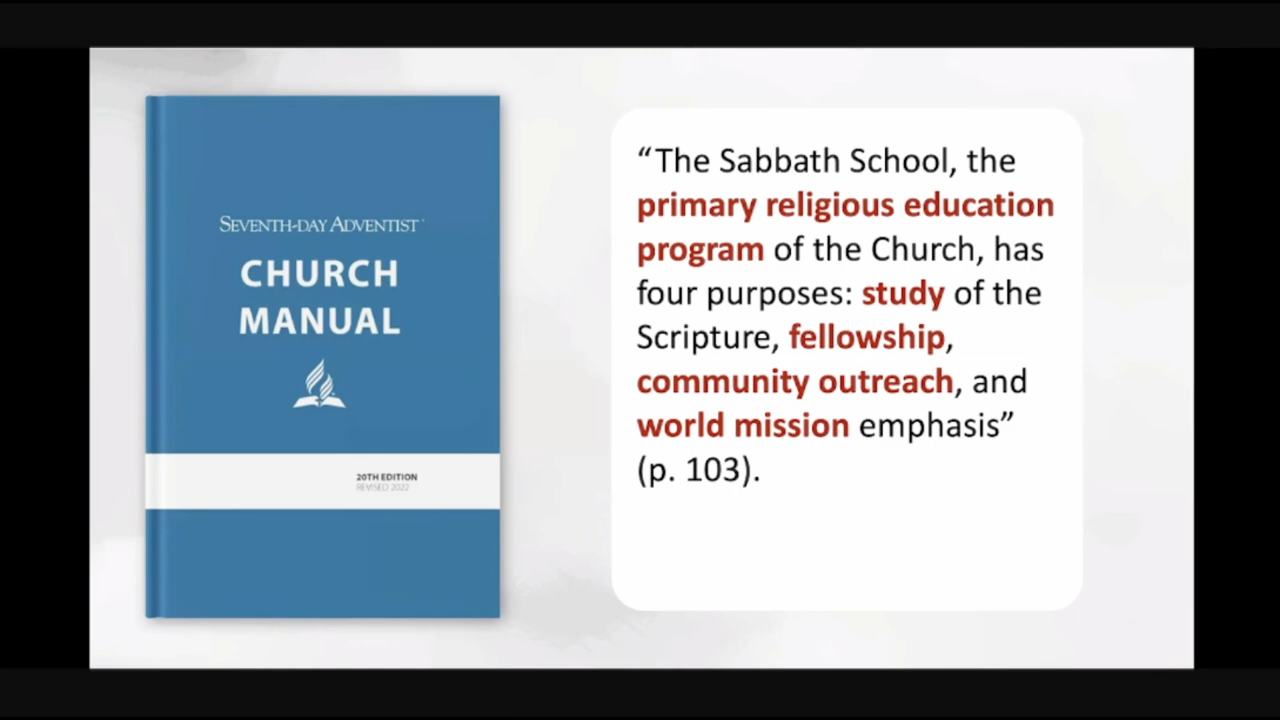 SEVENTH-DAY ADVENTIST
CHURCH
MANUAL
20TH EDITION
REVISED 2022
“The Sabbath School, the
primary religious education
program of the Church, has
four purposes: study of the
Scripture, fellowship,
community outreach, and
world mission emphasis”
(p. 103).